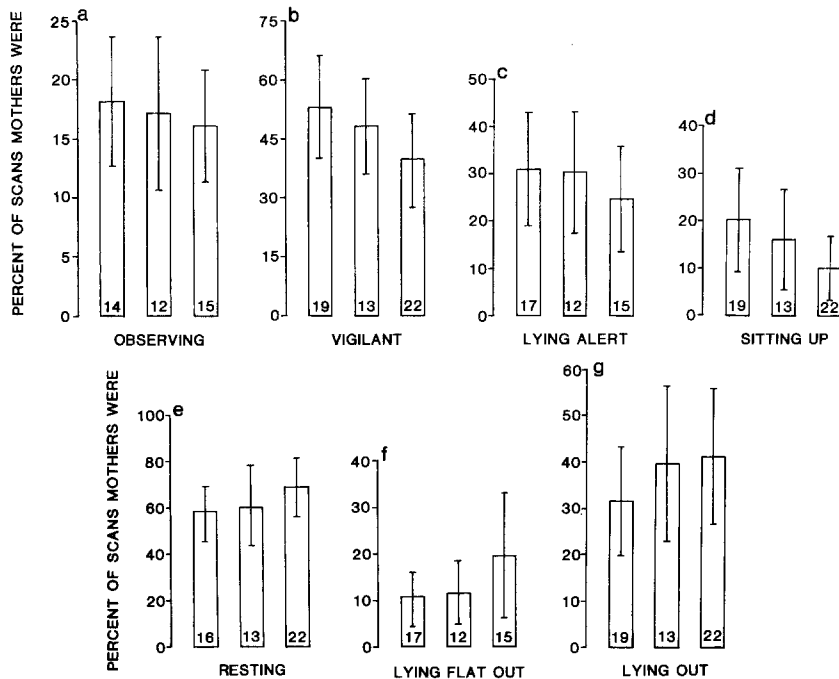 PERCENT OF SCANS MOTHERS WERE
a
25
20
15
10
5
0
14 12 15
OBSERVING
b
75
60
45
30
15
0
19 13 22
VIGILANT
c
50
40
30
20
10
0
17 12 15
LYING ALERT
d
40
30
20
10
0
19 13 22
SITTING UP
PERCENT OF SCANS MOTHERS WERE
e
100
80
60
40
20
0
16 13 22
RESTING
f
40
30
20
10
0
17 12 15
LYING FLAT OUT
g
60
50
40
30
20
10
0
19 13 22
LYING OUT